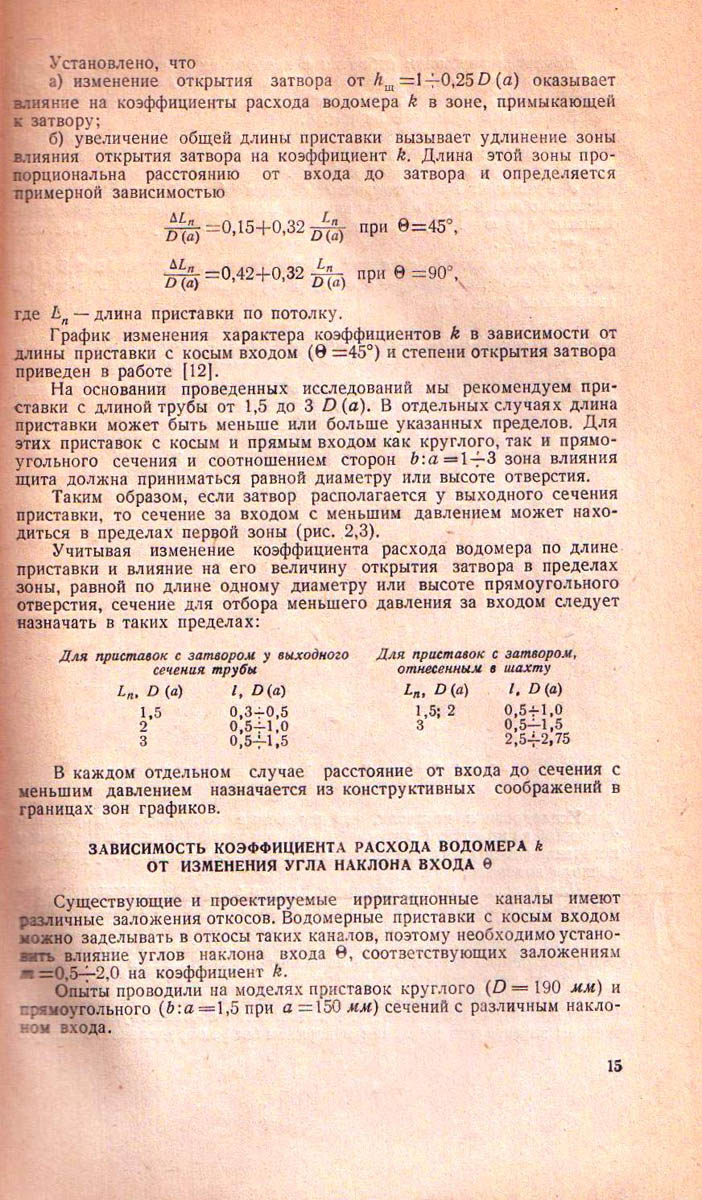 Установлено, что
а) изменение открытия затвора от h_щ =1÷0,25 D (a) оказывает
влияние на коэффициенты расхода водомера k в зоне, примыкающей
к затвору;
б) увеличение общей длины приставки вызывает удлинение зоны
влияния открытия затвора на коэффициент k. Длина этой зоны про-
порциональна расстоянию от входа до затвора и определяется
примерной зависимостью
ΔL_п / D (a) =0,15+0,32 L_п / D (a) при Θ=45°,
ΔL_п / D (a) =0,42+0,32 L_п / D (a) при Θ =90°,
где L_п — длина приставки по потолку.
График изменения характера коэффициентов k в зависимости от
длины приставки с косым входом (Θ =45°) и степени открытия затвора
приведен в работе [12].
На основании проведенных исследований мы рекомендуем при-
ставки с длиной трубы от 1,5 до 3 D (a). В отдельных случаях длина
приставки может быть меньше или больше указанных пределов. Для
этих приставок с косым и прямым входом как круглого, так и прямо-
угольного сечения и соотношением сторон b:a =1÷3 зона влияния
щита должна приниматься равной диаметру или высоте отверстия.
Таким образом, если затвор располагается у выходного сечения
приставки, то сечение за входом с меньшим давлением может нахо-
диться в пределах первой зоны (рис. 2,3).
Учитывая изменение коэффициента расхода водомера по длине
приставки и влияние на его величину открытия затвора в пределах
зоны, равной по длине одному диаметру или высоте прямоугольного
отверстия, сечение для отбора меньшего давления за входом следует
назначать в таких пределах:
Для приставок с затвором у выходного Для приставок с затвором,
сечения трубы отнесенным в шахту
L_п, D (a) l, D (a) L_п, D (a) l, D (a)
1,5 0,3÷0,5 1,5; 2 0,5÷1,0
2 0,5÷1,0 3 0,5÷1,5
3 0,5÷1,5 2,5÷2,75
В каждом отдельном случае расстояние от входа до сечения с
меньшим давлением назначается из конструктивных соображений в
границах зон графиков.
ЗАВИСИМОСТЬ КОЭФФИЦИЕНТА РАСХОДА ВОДОМЕРА k
ОТ ИЗМЕНЕНИЯ УГЛА НАКЛОНА ВХОДА Θ
Существующие и проектируемые ирригационные каналы имеют
различные заложения откосов. Водомерные приставки с косым входом
можно заделывать в откосы таких каналов, поэтому необходимо устано-
вить влияние углов наклона входа Θ, соответствующих заложениям
m =0,5÷2,0 на коэффициент k.
Опыты проводили на моделях приставок круглого (D = 190 мм) и
прямоугольного (b:a =1,5 при a =150 мм) сечений с различным накло-
ном входа.
15